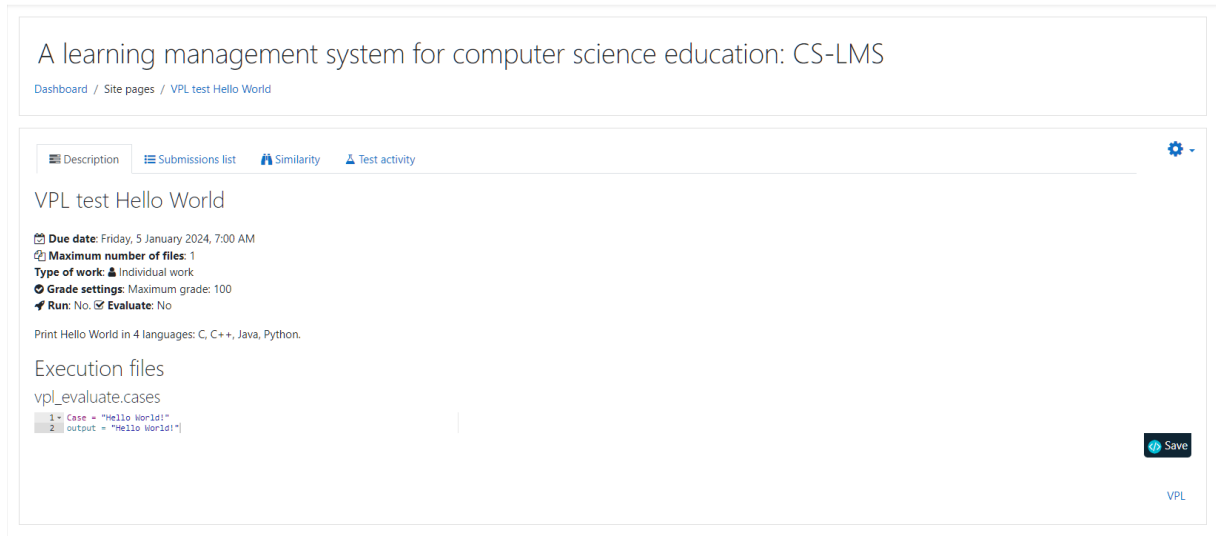 A learning management system for computer science education: CS-LMS
Dashboard / Site pages / VPL test Hello World
Description Submissions list Similarity Test activity
VPL test Hello World
Due date: Friday, 5 January 2024, 7:00 AM
Maximum number of files: 1
Type of work: Individual work
Grade settings: Maximum grade: 100
Run: No. Evaluate: No
Print Hello World in 4 languages: C, C++, Java, Python.
Execution files
vpl_evaluate.cases
1 Case = "Hello World!"
2 output = "Hello World!"
Save
VPL